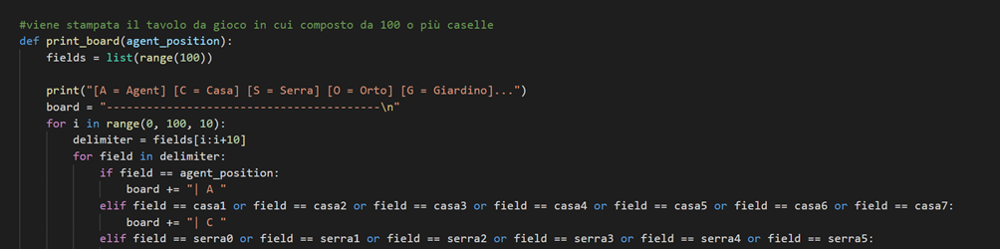 #viene stampata il tavolo da gioco in cui composto da 100 o più caselle
def print_board(agent_position):
    fields = list(range(100))

    print("[A = Agent] [C = Casa] [S = Serra] [O = Orto] [G = Giardino]...")
    board = "-----------------------------------------\n"
    for i in range(0, 100, 10):
        delimiter = fields[i:i+10]
        for field in delimiter:
            if field == agent_position:
                board += "| A "
            elif field == casa1 or field == casa2 or field == casa3 or field == casa4 or field == casa5 or field == casa6 or field == casa7:
                board += "| C "
            elif field == serra0 or field == serra1 or field == serra2 or field == serra3 or field == serra4 or field == serra5: